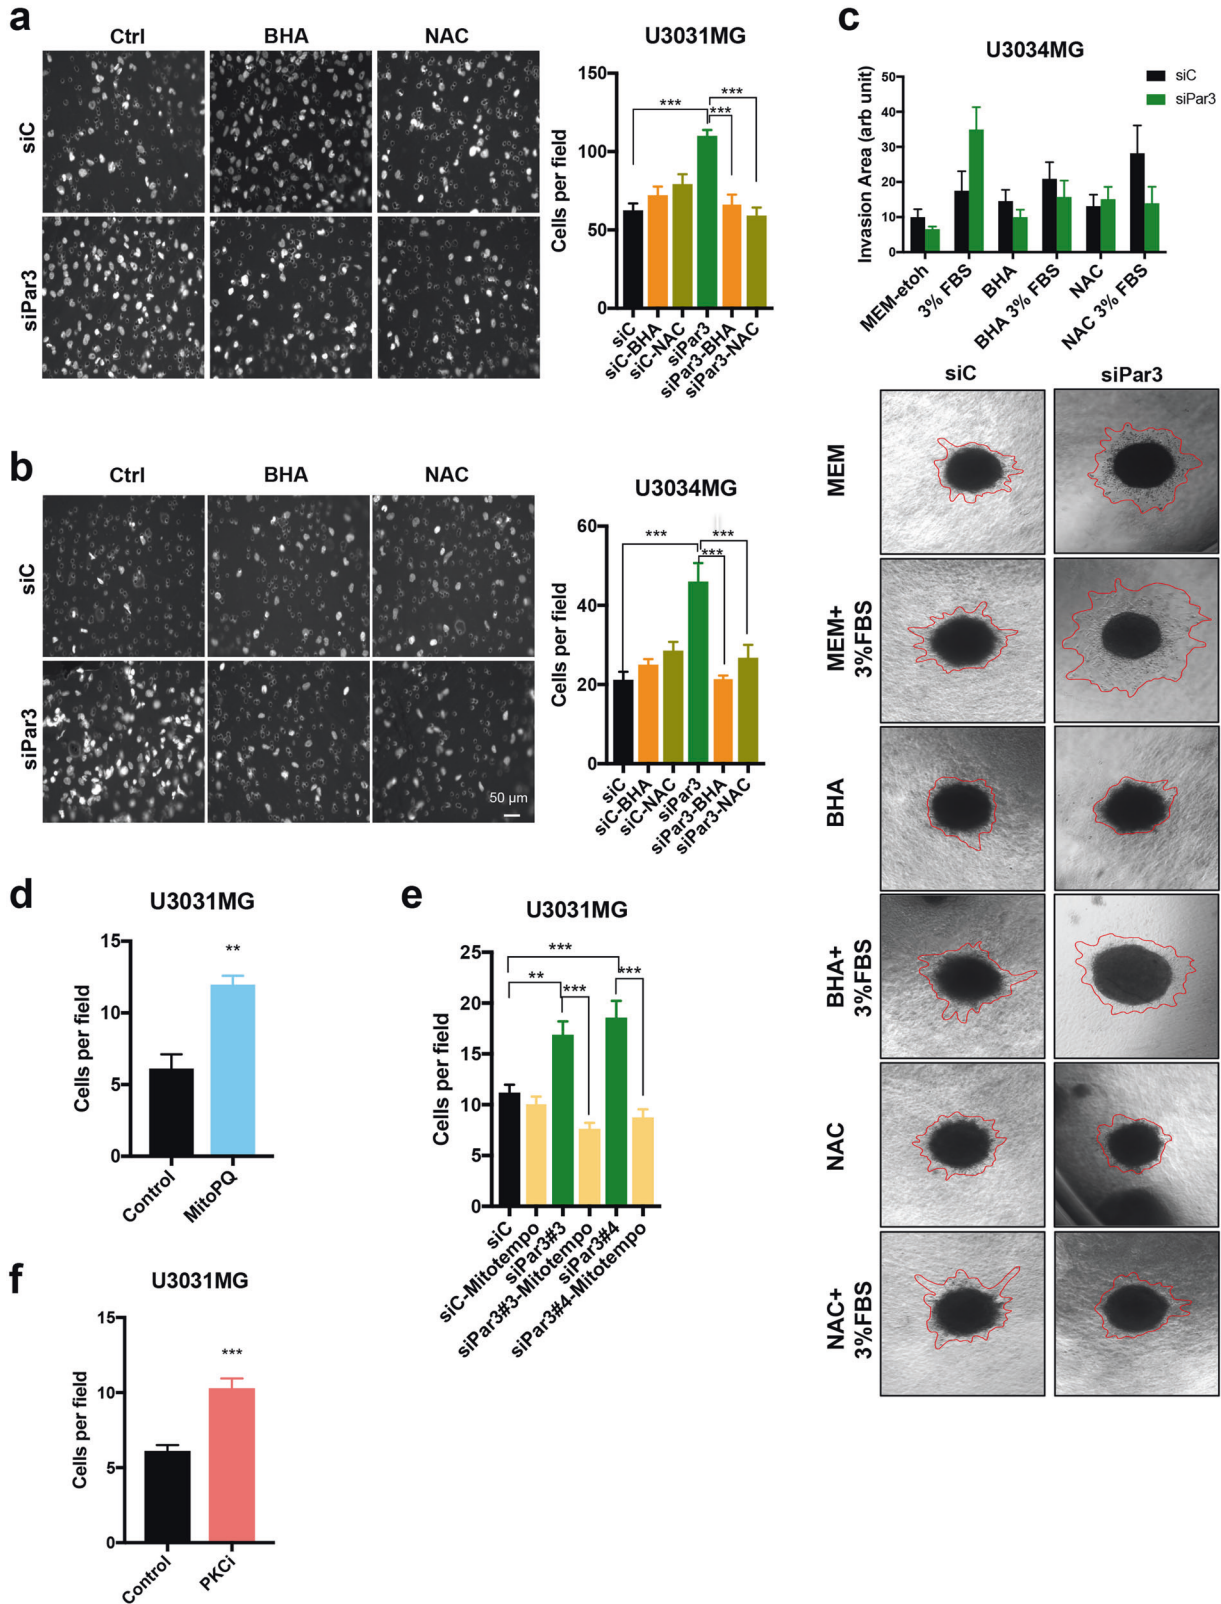 a
Ctrl BHA NAC
siC
siPar3
U3031MG
Cells per field
150
100
50
0
***
***
***
siC
siC-BHA
siC-NAC
siPar3
siPar3-BHA
siPar3-NAC
b
Ctrl BHA NAC
siC
siPar3
50 µm
U3034MG
Cells per field
60
40
20
0
***
***
***
siC
siC-BHA
siC-NAC
siPar3
siPar3-BHA
siPar3-NAC
c
U3034MG
Invasion Area (arb unit)
50
40
30
20
10
0
siC
siPar3
MEM-etoh
3% FBS
BHA
BHA 3% FBS
NAC
NAC 3% FBS
siC siPar3
MEM
MEM+
3%FBS
BHA
BHA+
3%FBS
NAC
NAC+
3%FBS
d
U3031MG
Cells per field
15
10
5
0
**
Control
MitoPQ
e
U3031MG
Cells per field
25
20
15
10
5
0
***
**
***
***
siC
siC-Mitotempo
siPar3#3
siPar3#3-Mitotempo
siPar3#4
siPar3#4-Mitotempo
f
U3031MG
Cells per field
15
10
5
0
***
Control
PKCi